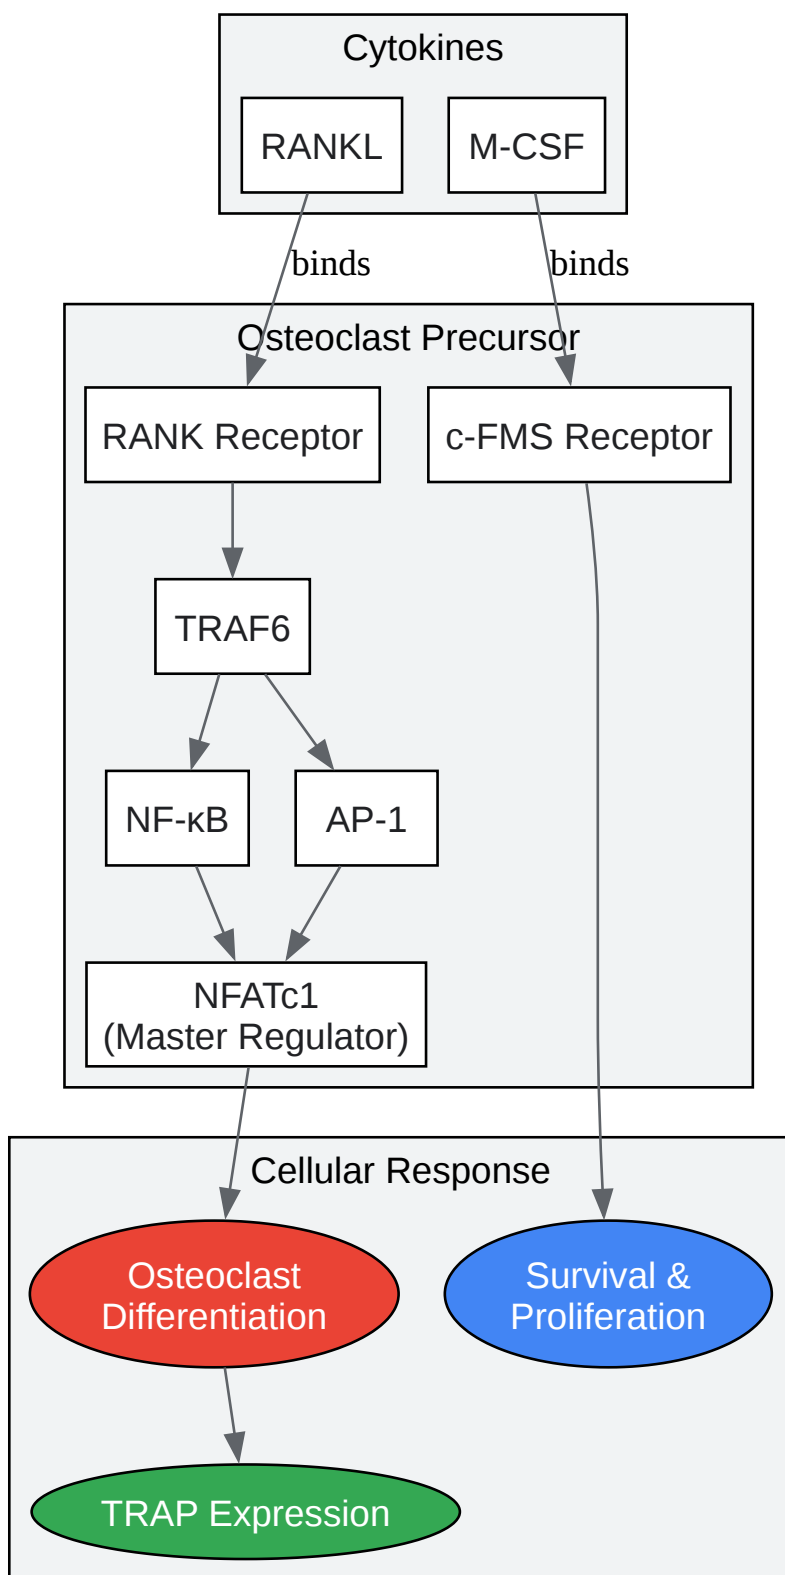 Cytokines
RANKL
M-CSF
binds
binds
Osteoclast Precursor
RANK Receptor
c-FMS Receptor
TRAF6
NF-κB
AP-1
NFATc1
(Master Regulator)
Cellular Response
Osteoclast
Differentiation
Survival &
Proliferation
TRAP Expression